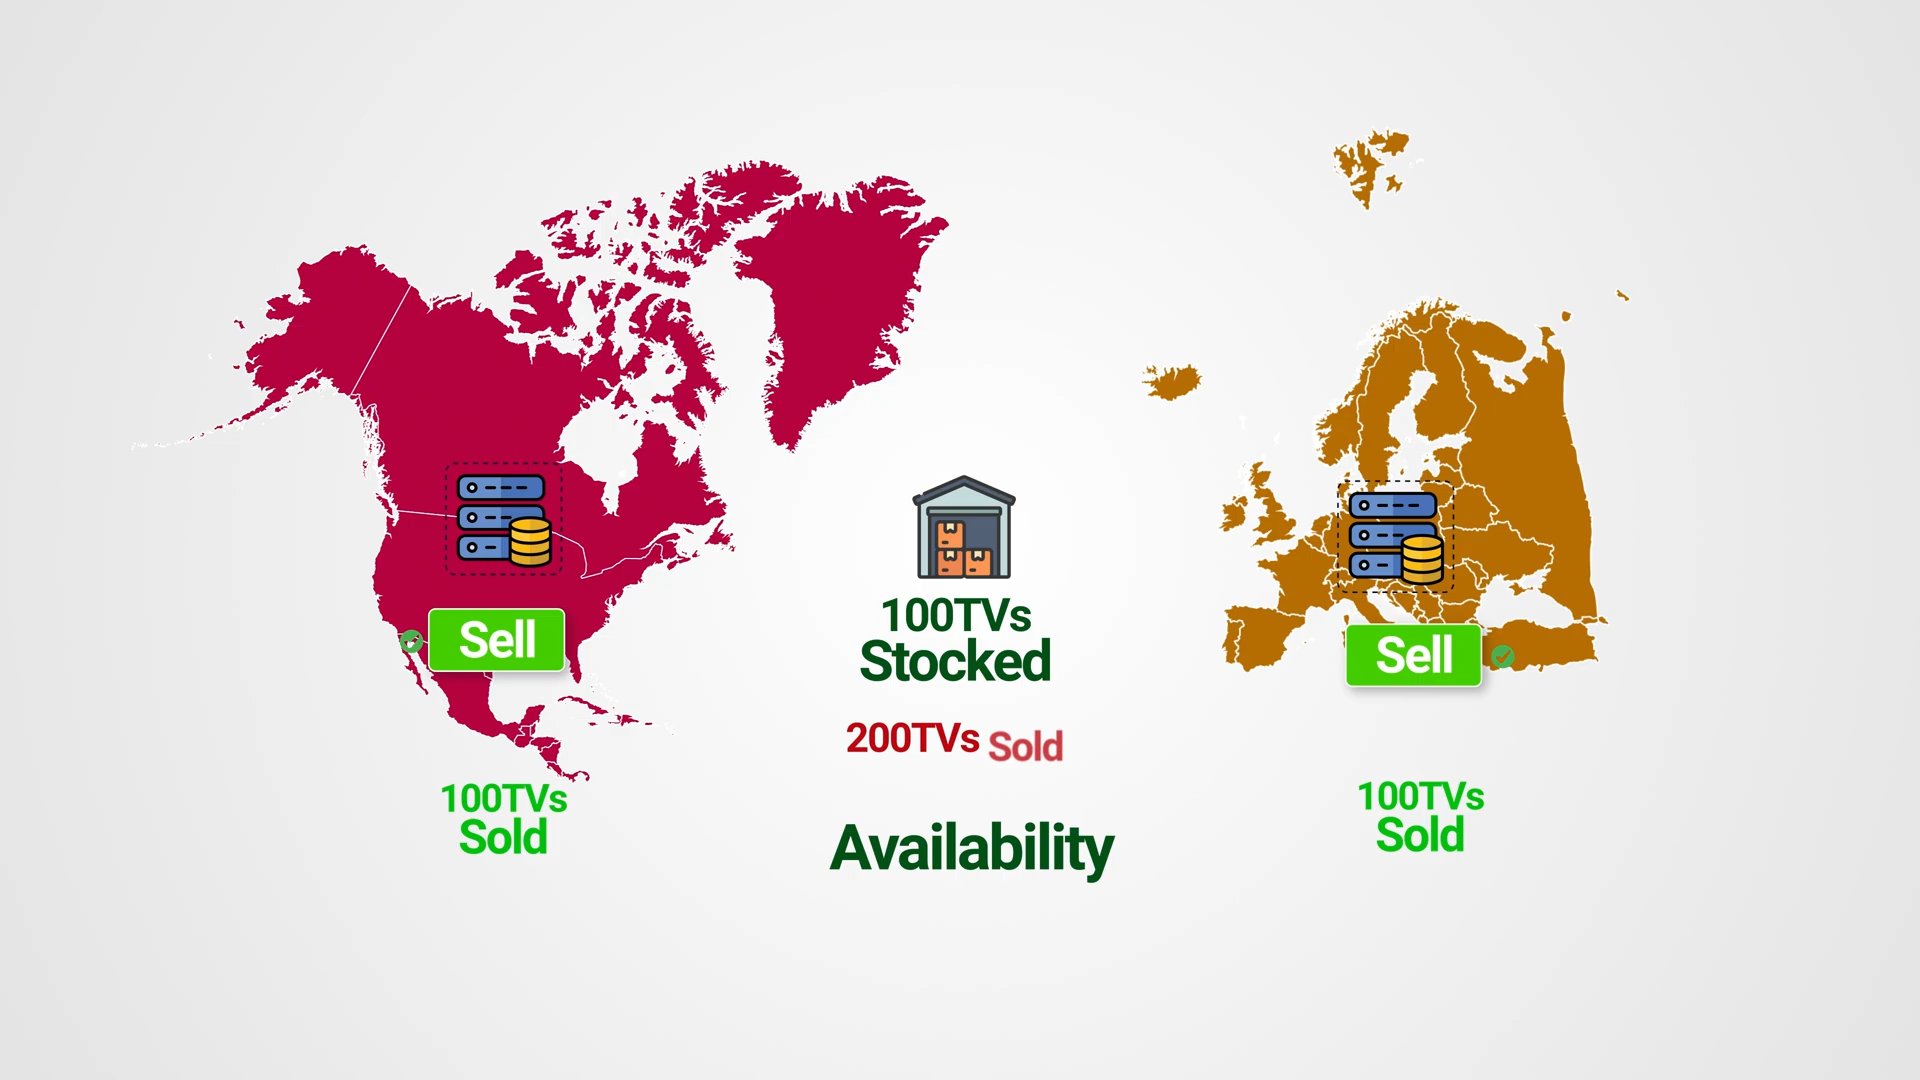 Sell
100TVs
Sold
100TVs
Stocked
200TVs Sold
Availability
Sell
100TVs
Sold